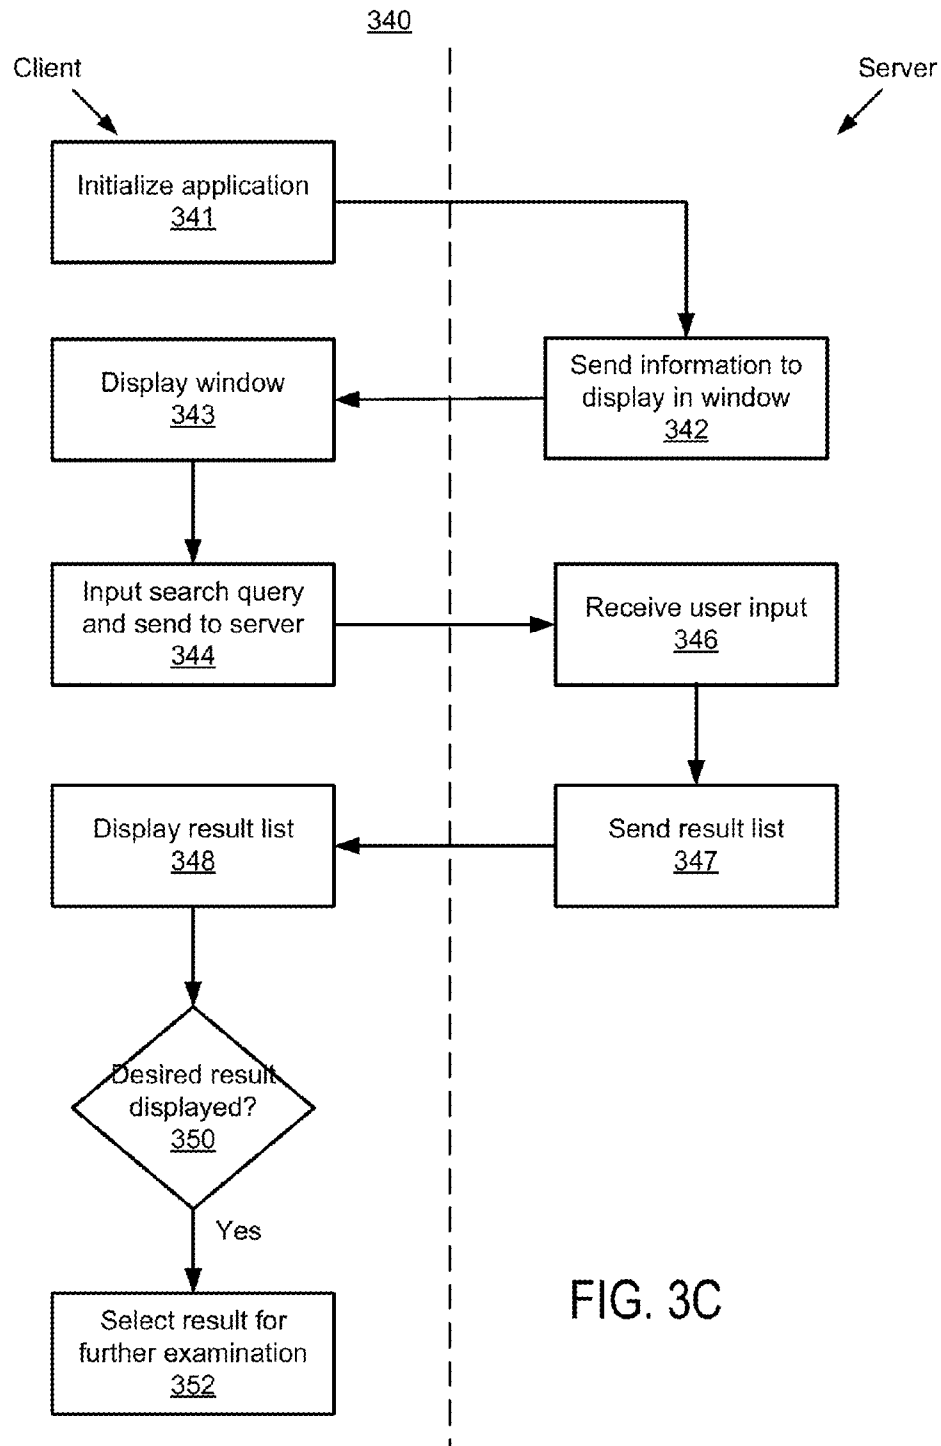 340
Client
Server
Initialize application
341
Send information to
display in window
342
Display window
343
Input search query
and send to server
344
Receive user input
346
Display result list
348
Send result list
347
Desired result
displayed?
350
Yes
Select result for
further examination
352
FIG. 3C